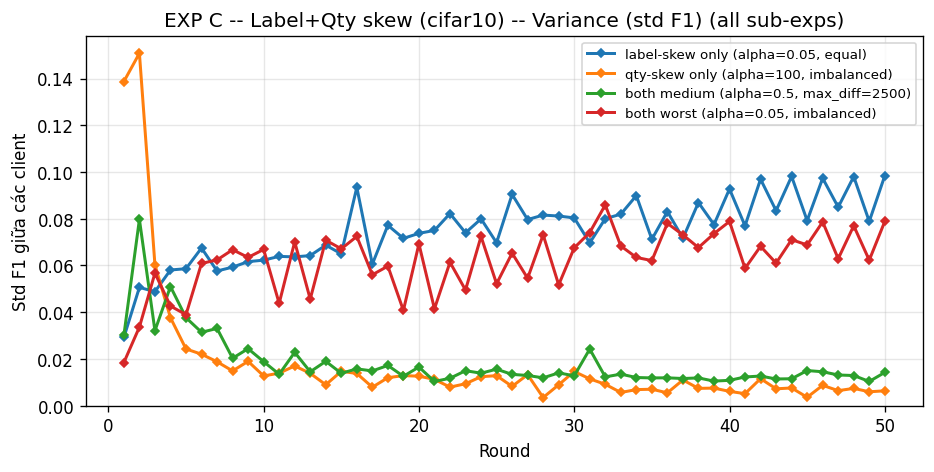 EXP C -- Label+Qty skew (cifar10) -- Variance (std F1) (all sub-exps)
label-skew only (alpha=0.05, equal)
qty-skew only (alpha=100, imbalanced)
both medium (alpha=0.5, max_diff=2500)
both worst (alpha=0.05, imbalanced)
Std F1 giữa các client
0.14
0.12
0.10
0.08
0.06
0.04
0.02
0.00
0 10 20 30 40 50
Round